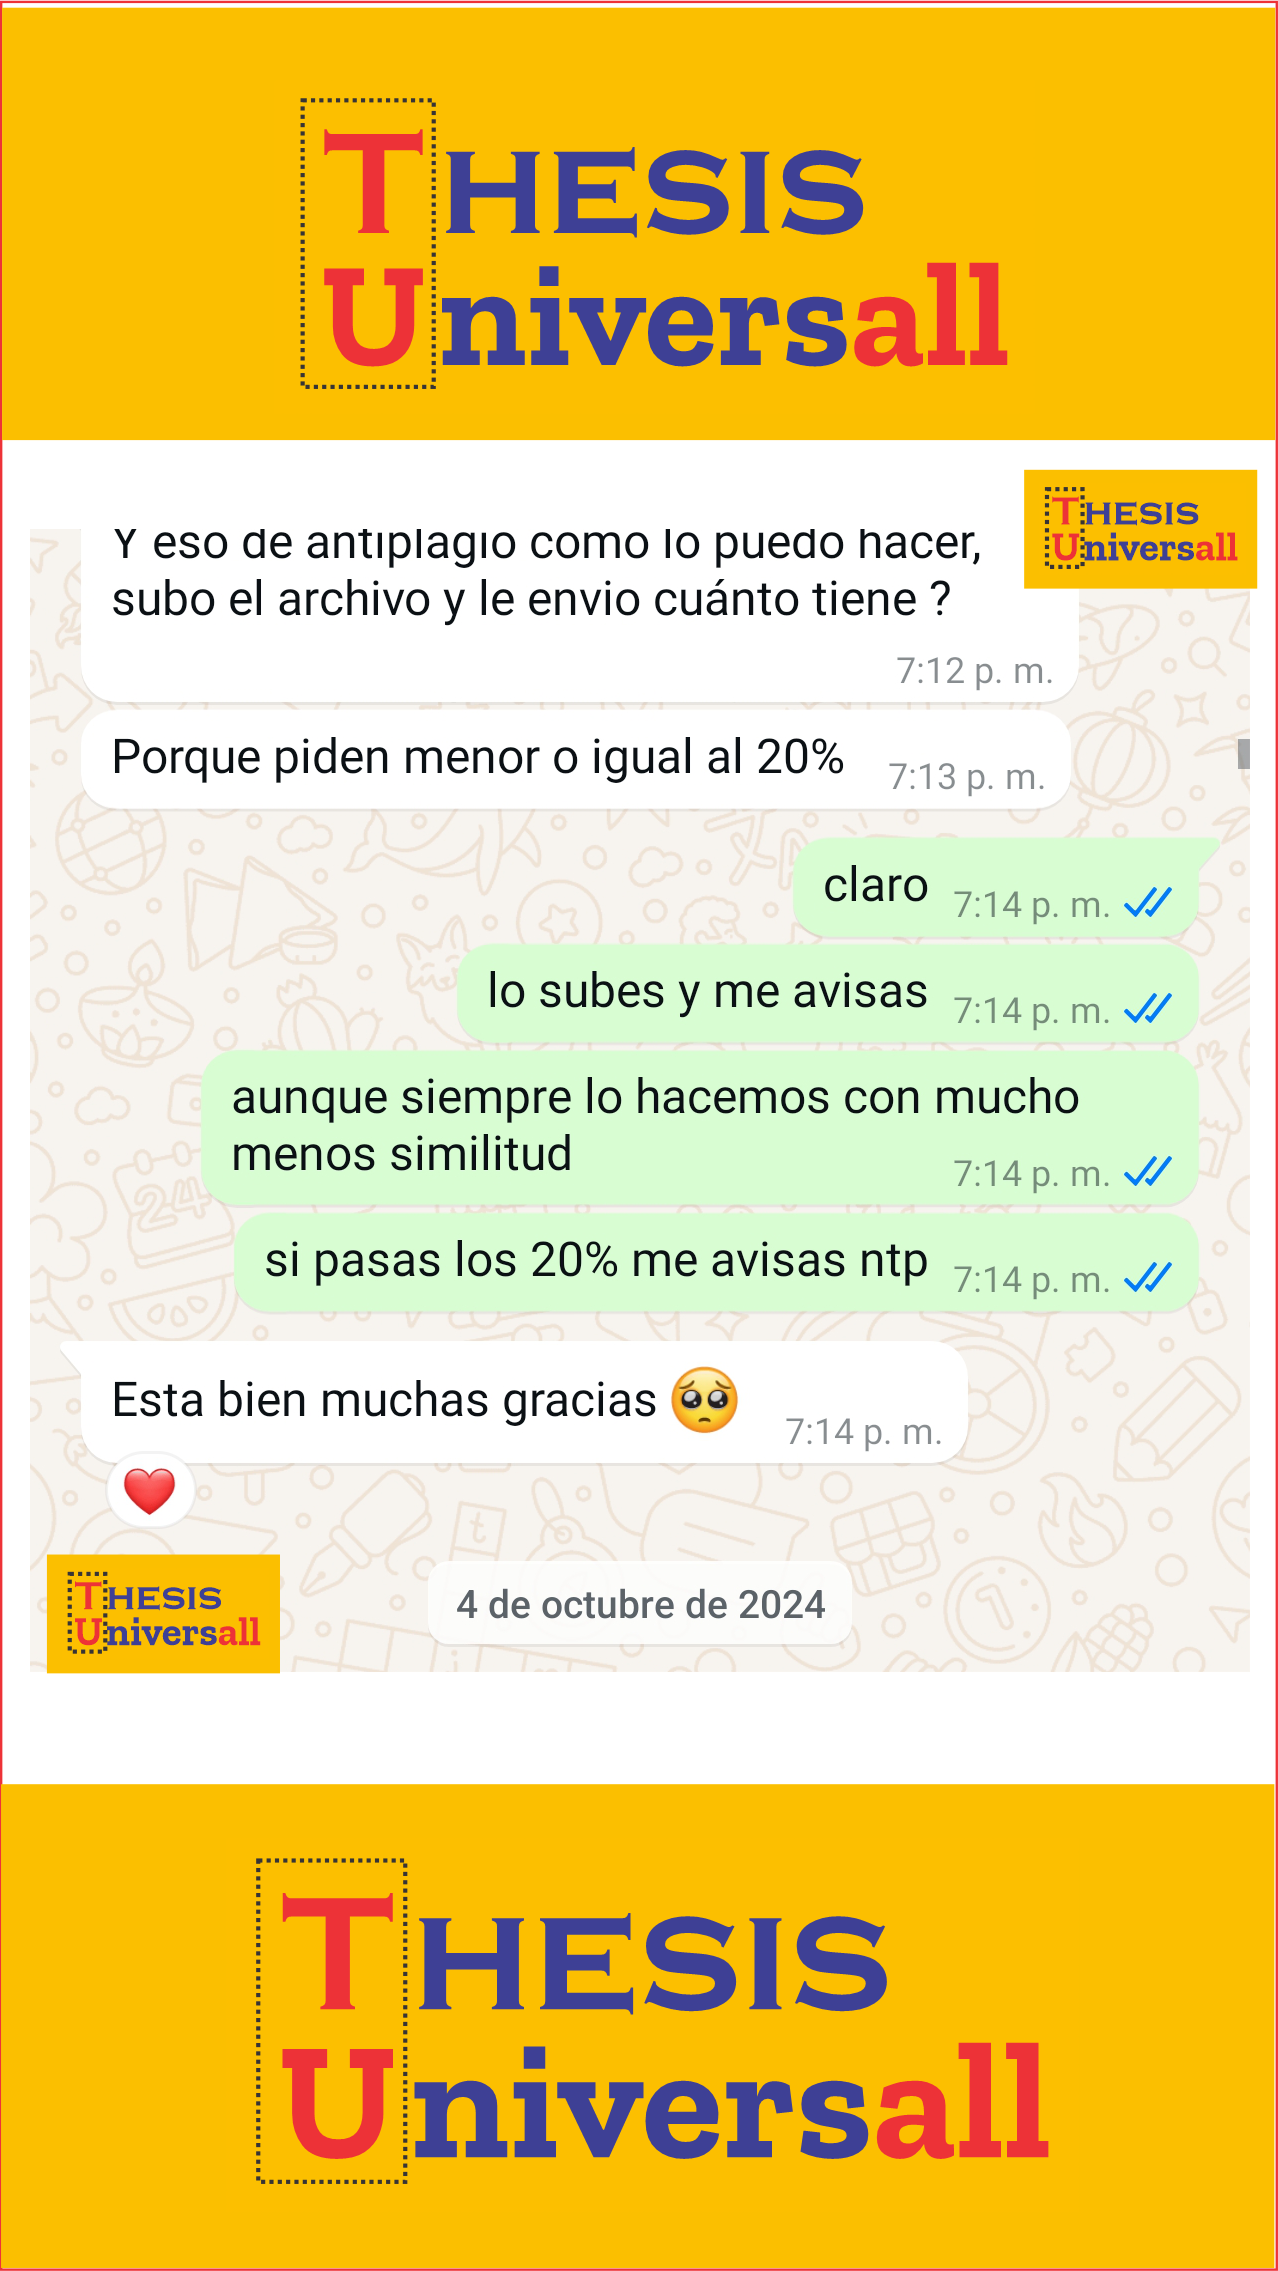 THESIS
Universall
THESIS
Universall
Y eso de antiplagio como lo puedo hacer,
subo el archivo y le envio cuánto tiene ?
7:12 p. m.
Porque piden menor o igual al 20% 7:13 p. m.
claro 7:14 p. m.
lo subes y me avisas 7:14 p. m.
aunque siempre lo hacemos con mucho
menos similitud 7:14 p. m.
si pasas los 20% me avisas ntp 7:14 p. m.
Esta bien muchas gracias 🥺 7:14 p. m.
THESIS
Universall
4 de octubre de 2024
THESIS
Universall